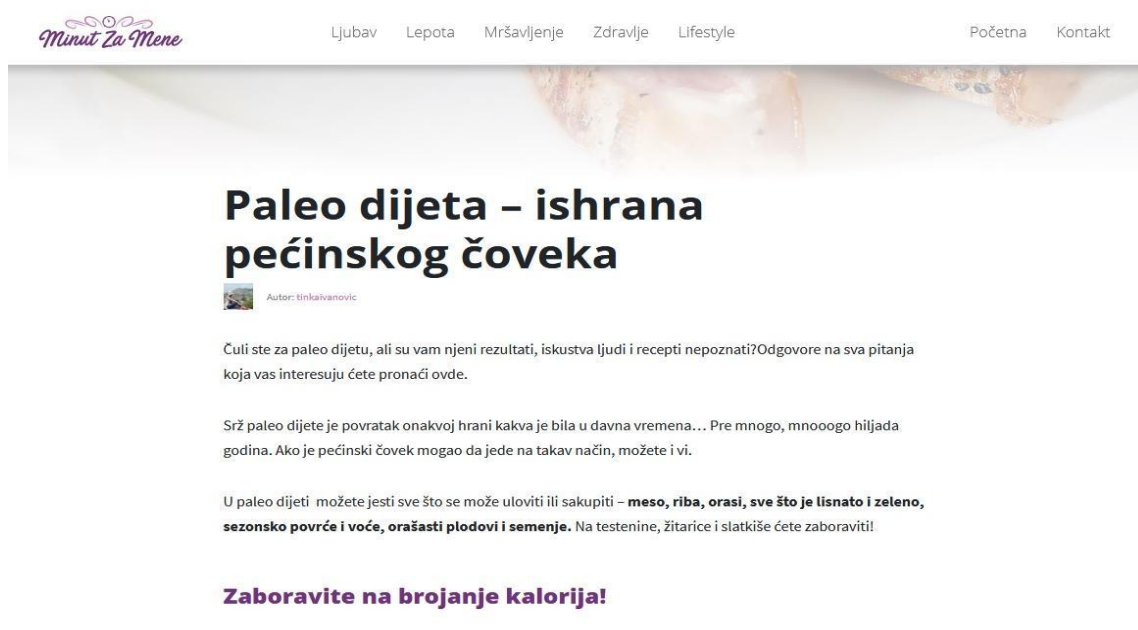 Minut Za Mene
Ljubav Lepota Mršavljenje Zdravlje Lifestyle
Početna Kontakt
Paleo dijeta – ishrana
pećinskog čoveka
Autor: tinkaivanovic
Čuli ste za paleo dijetu, ali su vam njeni rezultati, iskustva ljudi i recepti nepoznati?Odgovore na sva pitanja
koja vas interesuju ćete pronaći ovde.
Srž paleo dijete je povratak onakvoj hrani kakva je bila u davna vremena… Pre mnogo, mnooogo hiljada
godina. Ako je pećinski čovek mogao da jede na takav način, možete i vi.
U paleo dijeti  možete jesti sve što se može uloviti ili sakupiti – meso, riba, orasi, sve što je lisnato i zeleno,
sezonsko povrće i voće, orašasti plodovi i semenje. Na testenine, žitarice i slatkiše ćete zaboraviti!
Zaboravite na brojanje kalorija!